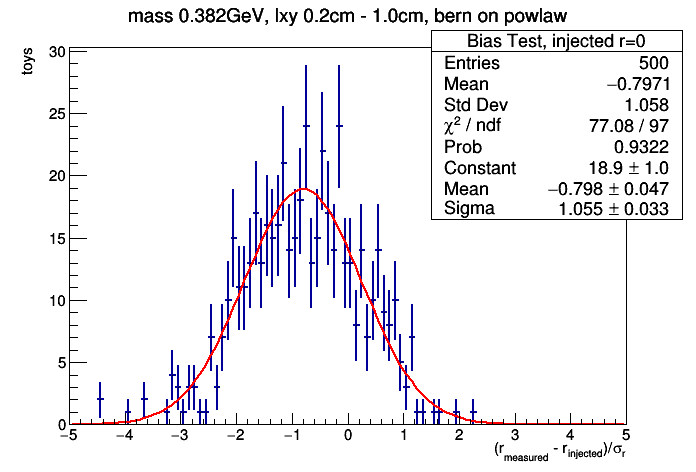 mass 0.382GeV, lxy 0.2cm - 1.0cm, bern on powlaw
Bias Test, injected r=0
Entries 500
Mean −0.7971
Std Dev 1.058
χ² / ndf 77.08 / 97
Prob 0.9322
Constant 18.9 ± 1.0
Mean −0.798 ± 0.047
Sigma 1.055 ± 0.033
toys
30
25
20
15
10
5
0
−5 −4 −3 −2 −1 0 1 2 3 4 5
(r_measured - r_injected)/σ_r